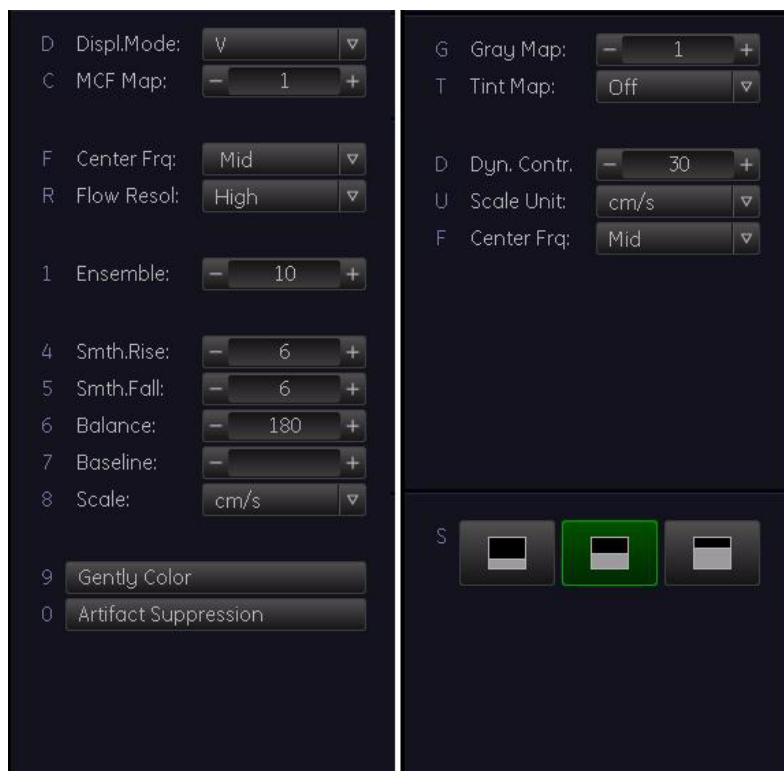 D Displ.Mode: V
C MCF Map: − 1 +
F Center Frq: Mid
R Flow Resol: High
1 Ensemble: − 10 +
4 Smth.Rise: − 6 +
5 Smth.Fall: − 6 +
6 Balance: − 180 +
7 Baseline: − +
8 Scale: cm/s
9 Gently Color
0 Artifact Suppression
G Gray Map: − 1 +
T Tint Map: Off
D Dyn. Contr. − 30 +
U Scale Unit: cm/s
F Center Frq: Mid
S